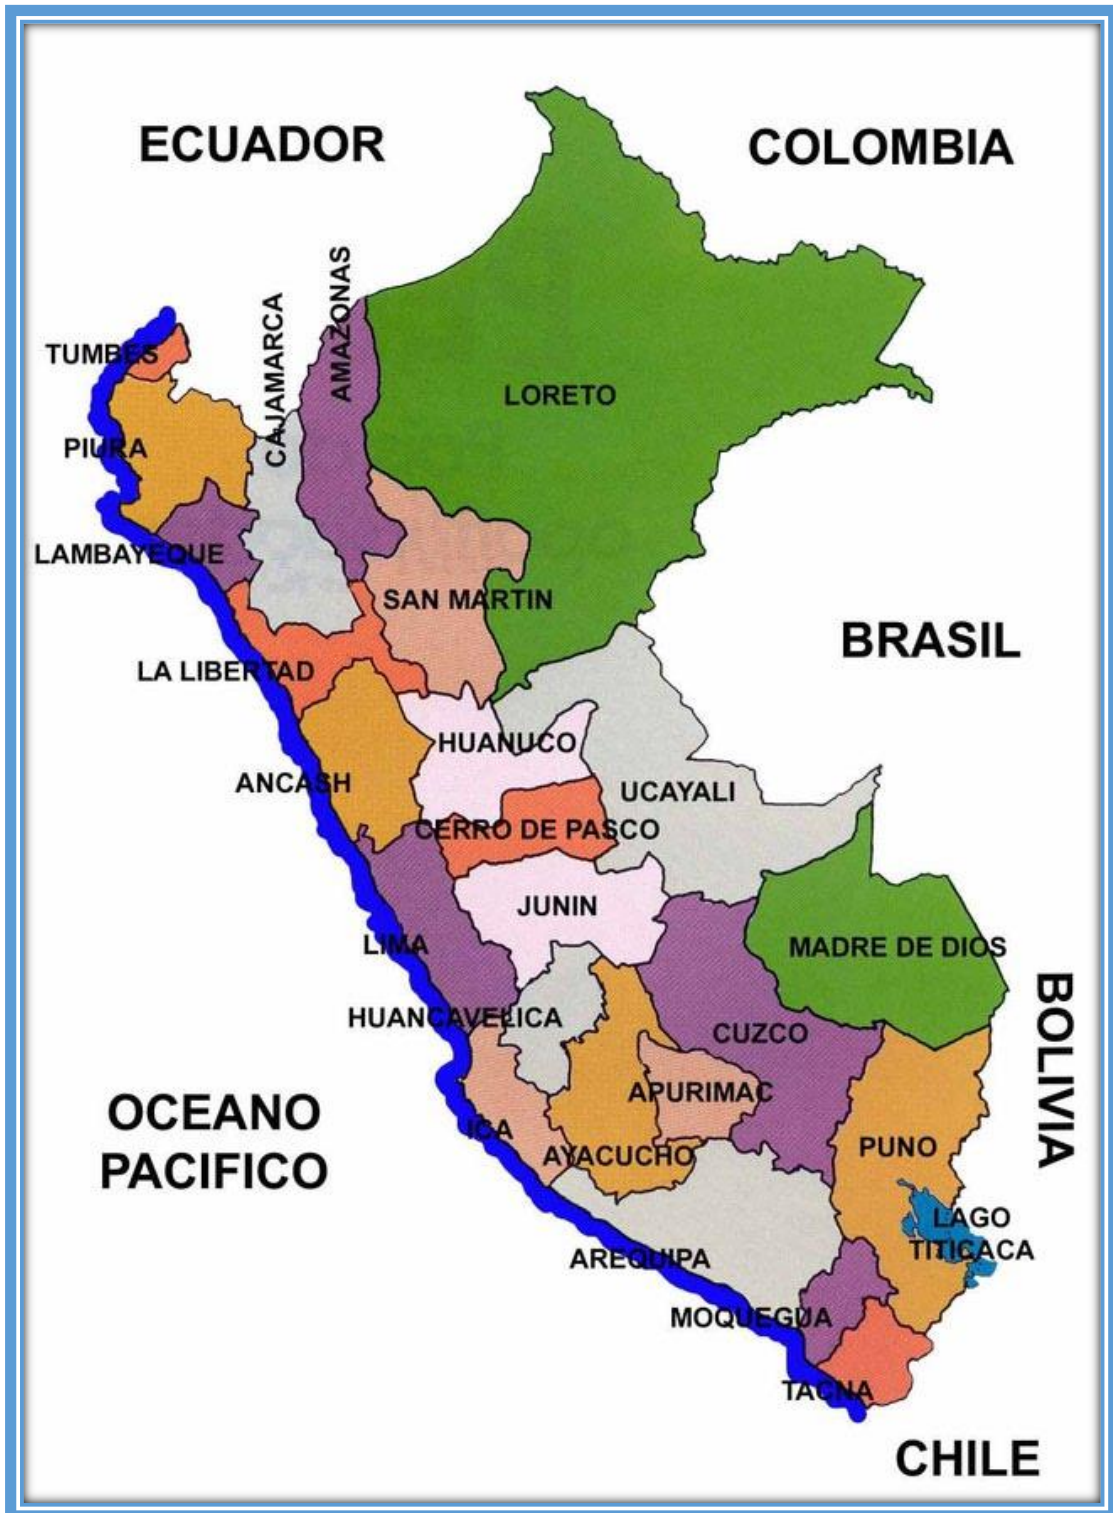 ECUADOR
COLOMBIA
AMAZONAS
CAJAMARCA
TUMBES
LORETO
PIURA
LAMBAYEQUE
SAN MARTIN
BRASIL
LA LIBERTAD
HUANUCO
ANCASH
UCAYALI
CERRO DE PASCO
JUNIN
LIMA
MADRE DE DIOS
HUANCAVELICA
CUZCO
BOLIVIA
APURIMAC
OCEANO
PACIFICO
ICA
AYACUCHO
PUNO
LAGO
TITICACA
AREQUIPA
MOQUEGUA
TACNA
CHILE